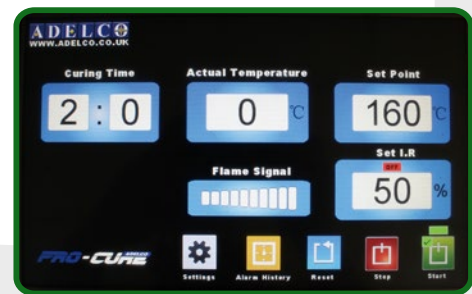 ADELCO
WWW.ADELCO.CO.UK
Curing Time
Actual Temperature
Set Point
2 : 0
0 °C
160 °C
Flame Signal
Set I.R
OFF
50 %
PRO-CURE
Settings
Alarm History
Reset
Stop
Start